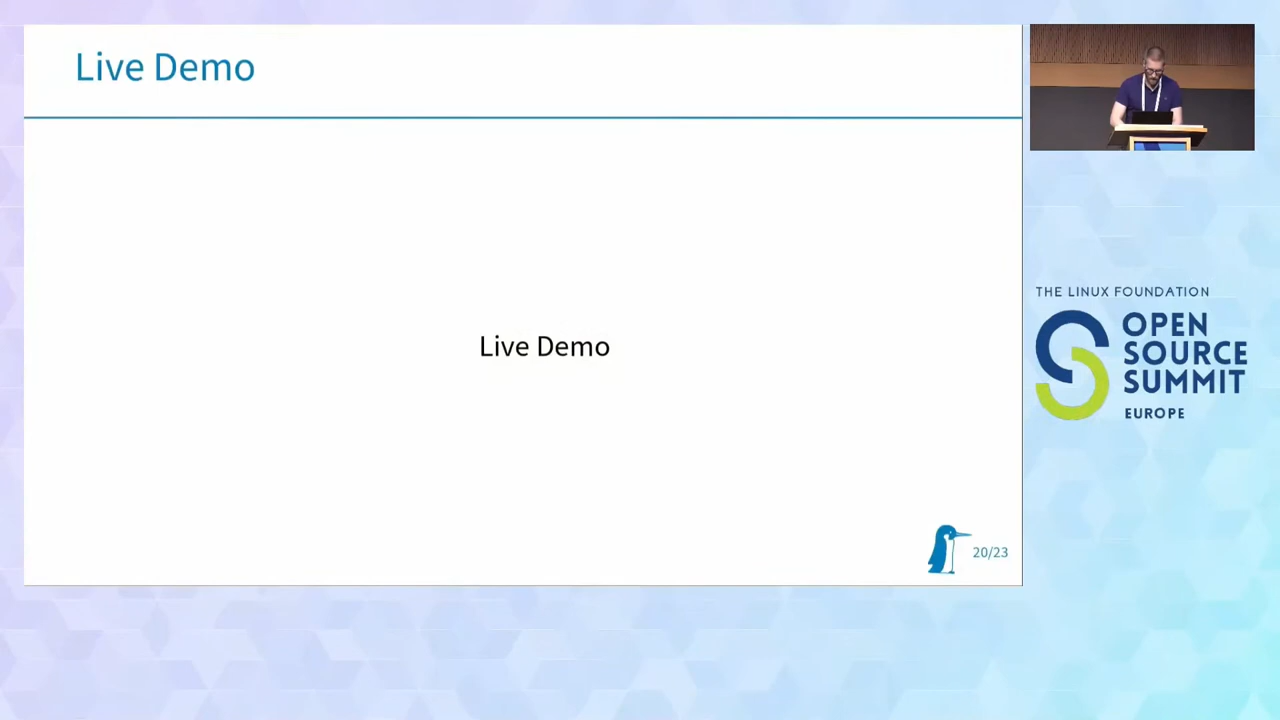 Live Demo
Live Demo
20/23
THE LINUX FOUNDATION
OPEN
SOURCE
SUMMIT
EUROPE